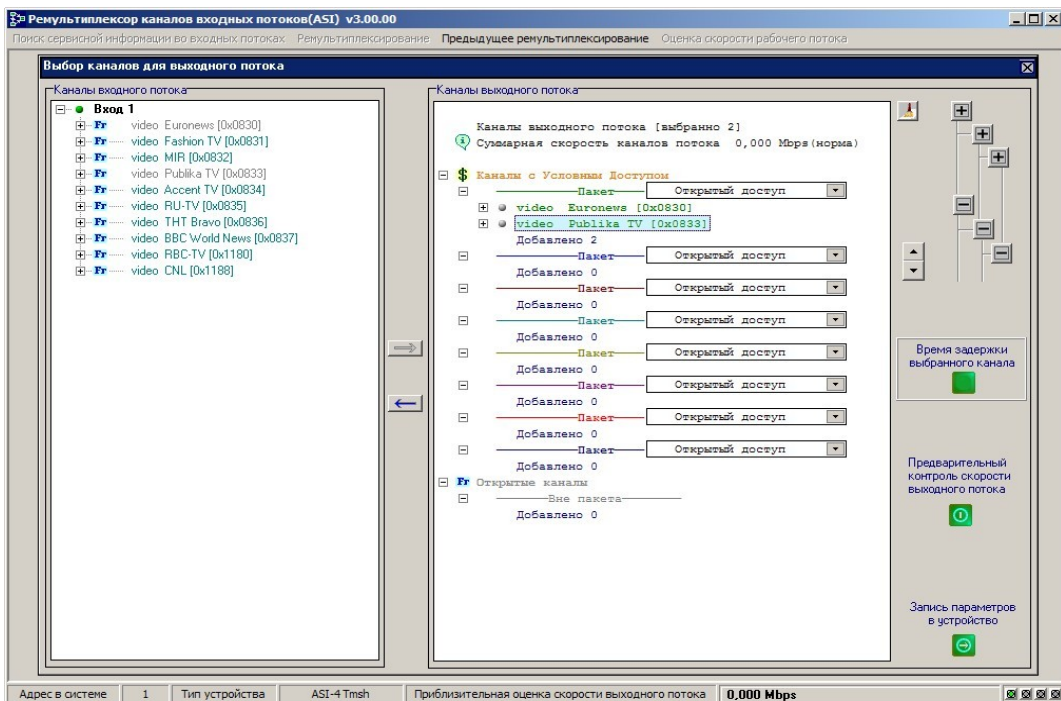 Ремультиплексор каналов входных потоков(ASI) v3.00.00
Поиск сервисной информации во входных потоках Ремультиплексирование Предыдущее ремультиплексирование Оценка скорости рабочего потока
Выбор каналов для выходного потока
Каналы входного потока
Вход 1
Fr video Euronews [0x0830]
Fr video Fashion TV [0x0831]
Fr video MIR [0x0832]
Fr video Publika TV [0x0833]
Fr video Accent TV [0x0834]
Fr video RU-TV [0x0835]
Fr video THT Bravo [0x0836]
Fr video BBC World News [0x0837]
Fr video RBC-TV [0x1180]
Fr video CNL [0x1188]
Каналы выходного потока
Каналы выходного потока [выбранно 2]
Суммарная скорость каналов потока 0,000 Mbps(норма)
$ Каналы с Условным Доступом
Пакет Открытый доступ
video Euronews [0x0830]
video Publika TV [0x0833]
Добавлено 2
Пакет Открытый доступ
Добавлено 0
Пакет Открытый доступ
Добавлено 0
Пакет Открытый доступ
Добавлено 0
Пакет Открытый доступ
Добавлено 0
Пакет Открытый доступ
Добавлено 0
Пакет Открытый доступ
Добавлено 0
Пакет Открытый доступ
Добавлено 0
Fr Открытые каналы
Вне пакета
Добавлено 0
Время задержки
выбранного канала
Предварительный
контроль скорости
выходного потока
Запись параметров
в устройство
Адрес в системе 1 Тип устройства ASI-4 Tmsh Приблизительная оценка скорости выходного потока 0,000 Mbps